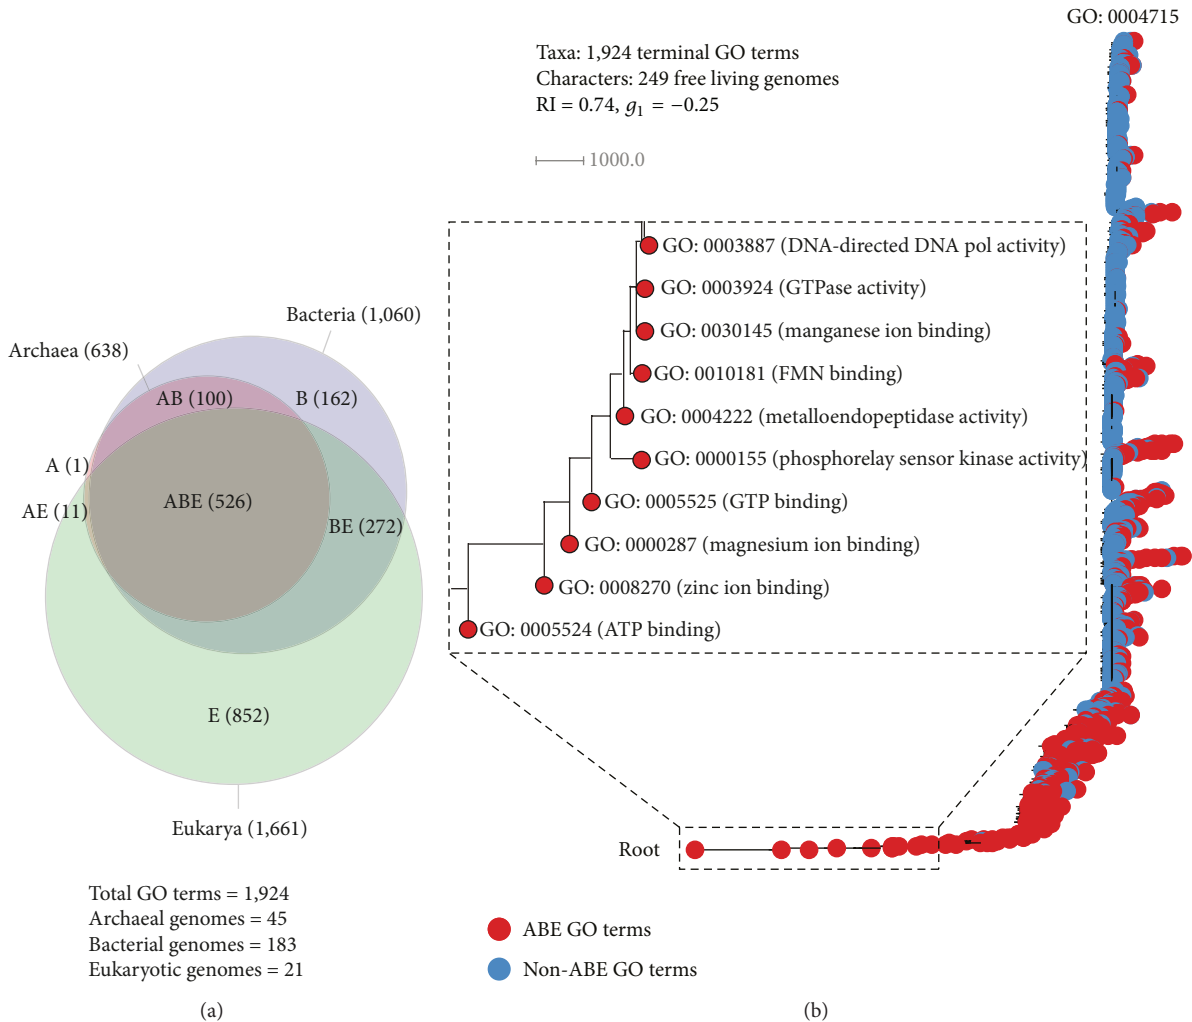 GO: 0004715
Taxa: 1,924 terminal GO terms
Characters: 249 free living genomes
RI = 0.74, g₁ = −0.25
1000.0
GO: 0003887 (DNA-directed DNA pol activity)
GO: 0003924 (GTPase activity)
GO: 0030145 (manganese ion binding)
GO: 0010181 (FMN binding)
GO: 0004222 (metalloendopeptidase activity)
GO: 0000155 (phosphorelay sensor kinase activity)
GO: 0005525 (GTP binding)
GO: 0000287 (magnesium ion binding)
GO: 0008270 (zinc ion binding)
GO: 0005524 (ATP binding)
Bacteria (1,060)
Archaea (638)
AB (100)
B (162)
A (1)
ABE (526)
AE (11)
BE (272)
E (852)
Eukarya (1,661)
Root
Total GO terms = 1,924
Archaeal genomes = 45
Bacterial genomes = 183
Eukaryotic genomes = 21
ABE GO terms
Non-ABE GO terms
(a)
(b)